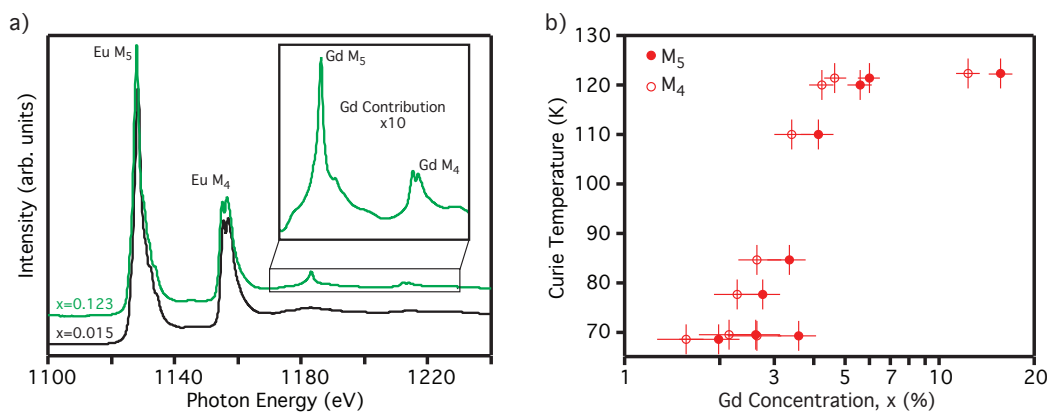 a)
Intensity (arb. units)
Eu M5
Eu M4
Gd M5
Gd Contribution
x10
Gd M4
x=0.123
x=0.015
1100 1140 1180 1220
Photon Energy (eV)
b)
Curie Temperature (K)
130
120
110
100
90
80
70
M5
M4
1 2 3 4 5 6 7 10 20
Gd Concentration, x (%)